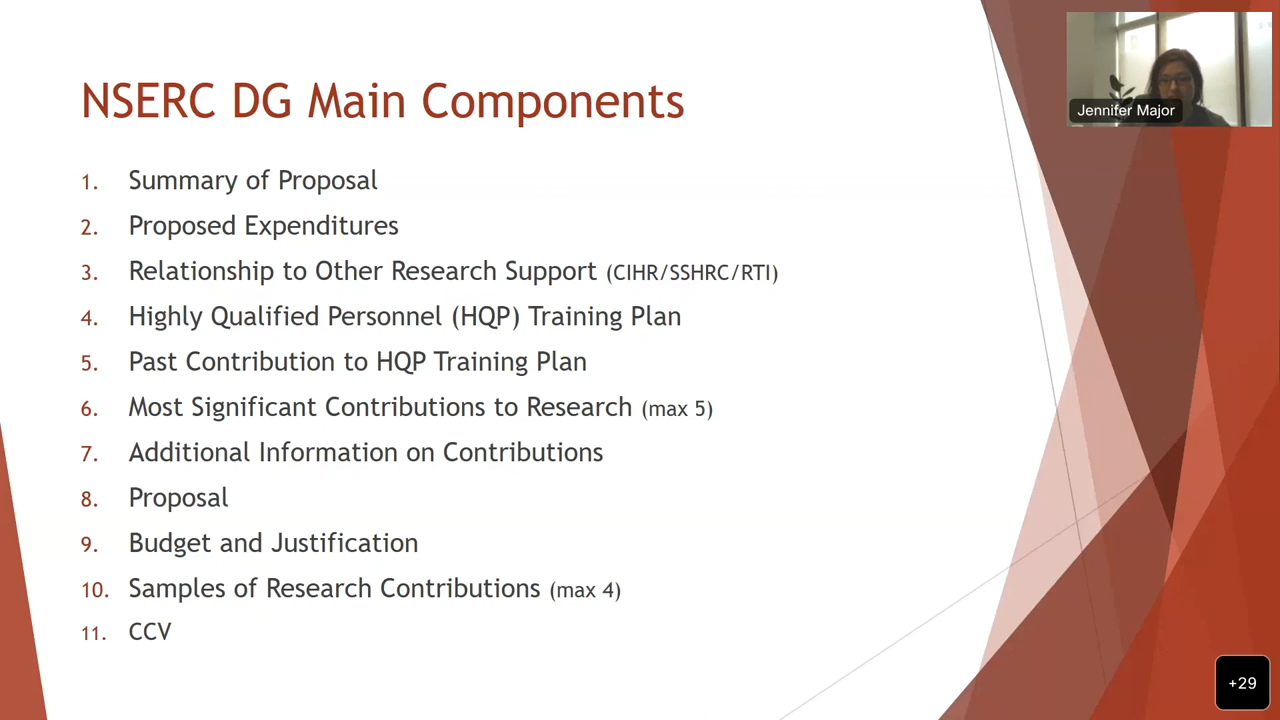 NSERC DG Main Components
1. Summary of Proposal
2. Proposed Expenditures
3. Relationship to Other Research Support (CIHR/SSHRC/RTI)
4. Highly Qualified Personnel (HQP) Training Plan
5. Past Contribution to HQP Training Plan
6. Most Significant Contributions to Research (max 5)
7. Additional Information on Contributions
8. Proposal
9. Budget and Justification
10. Samples of Research Contributions (max 4)
11. CCV
Jennifer Major
+29